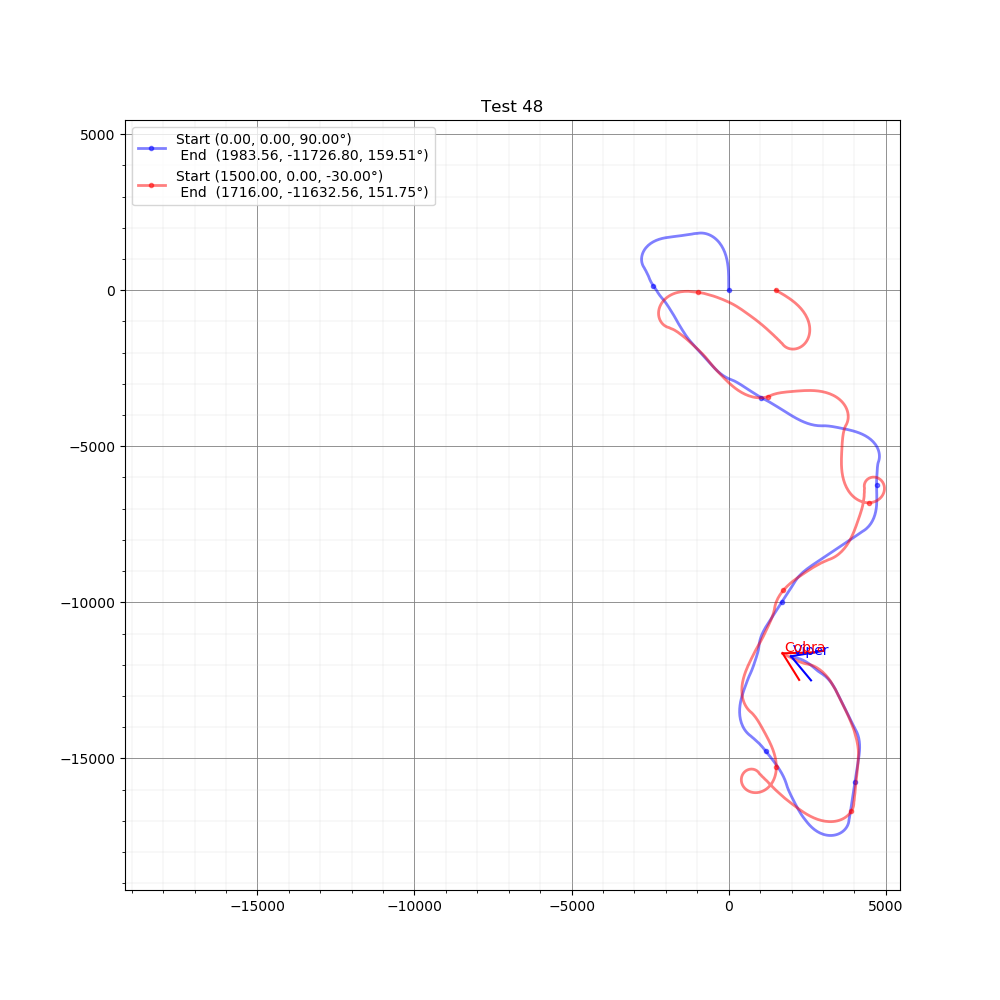 Test 48
Start (0.00, 0.00, 90.00°)
End (1983.56, -11726.80, 159.51°)
Start (1500.00, 0.00, -30.00°)
End (1716.00, -11632.56, 151.75°)
5000
0
−5000
−10000
−15000
Cobra
Viper
−15000
−10000
−5000
0
5000